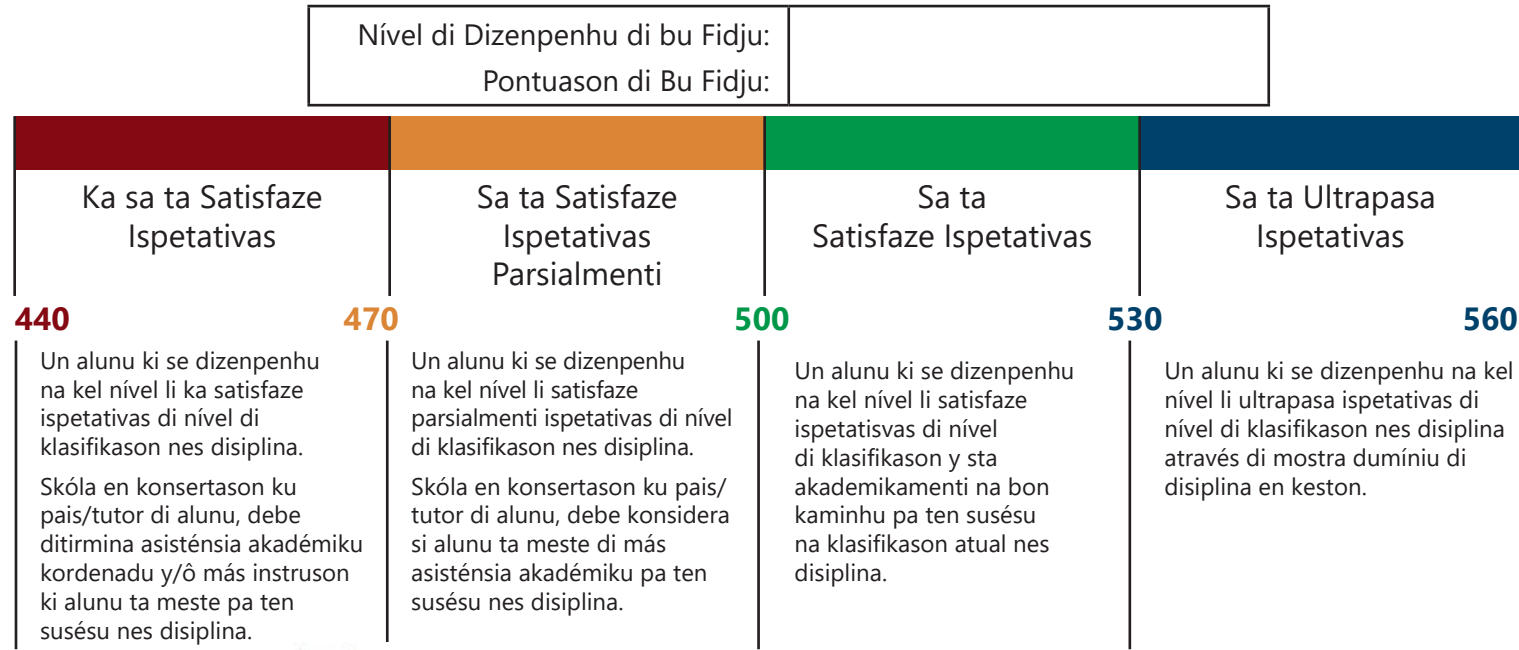 Nível di Dizenpenhu di bu Fidju:
Pontuason di Bu Fidju:
Ka sa ta Satisfaze
Ispetativas
Sa ta Satisfaze
Ispetativas
Parsialmenti
Sa ta
Satisfaze Ispetativas
Sa ta Ultrapasa
Ispetativas
440
470
500
530
560
Un alunu ki se dizenpenhu
na kel nível li ka satisfaze
ispetativas di nível di
klasifikason nes disiplina.
Skóla en konsertason ku
pais/tutor di alunu, debe
ditirmina asisténsia akadémiku
kordenadu y/ô más instruson
ki alunu ta meste pa ten
susésu nes disiplina.
Un alunu ki se dizenpenhu
na kel nível li satisfaze
parsialmenti ispetativas di nível
di klasifikason nes disiplina.
Skóla en konsertason ku pais/
tutor di alunu, debe konsidera
si alunu ta meste di más
asisténsia akadémiku pa ten
susésu nes disiplina.
Un alunu ki se dizenpenhu
na kel nível li satisfaze
ispetatisvas di nível
di klasifikason y sta
akademikamenti na bon
kaminhu pa ten susésu
na klasifikason atual nes
disiplina.
Un alunu ki se dizenpenhu na kel
nível li ultrapasa ispetativas di
nível di klasifikason nes disiplina
através di mostra dumíniu di
disiplina en keston.